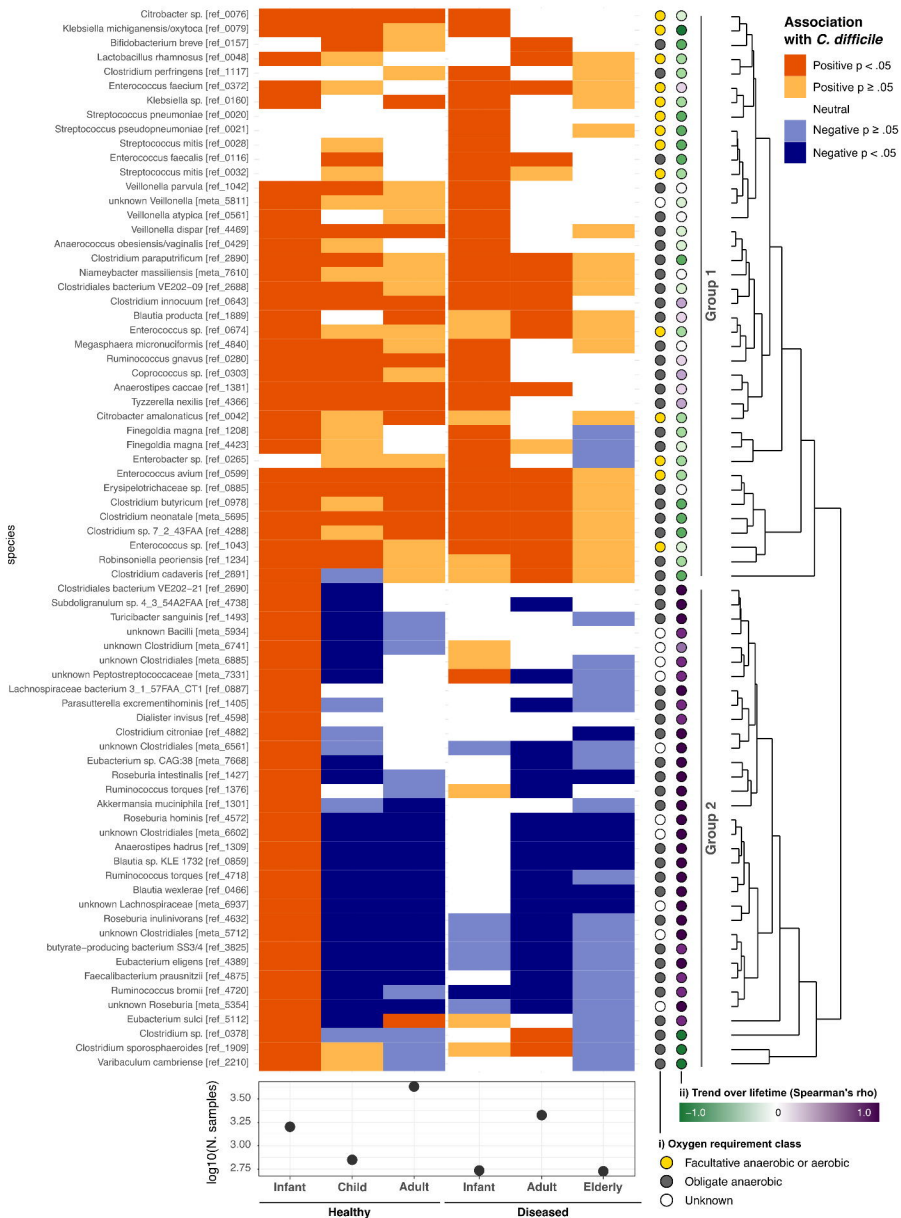 Citrobacter sp. [ref_0076]
Klebsiella michiganensis/oxytoca [ref_0079]
Bifidobacterium breve [ref_0157]
Lactobacillus rhamnosus [ref_0048]
Clostridium perfringens [ref_1117]
Enterococcus faecium [ref_0372]
Klebsiella sp. [ref_0160]
Streptococcus pneumoniae [ref_0020]
Streptococcus pseudopneumoniae [ref_0021]
Streptococcus mitis [ref_0028]
Enterococcus faecalis [ref_0116]
Streptococcus mitis [ref_0032]
Veillonella parvula [ref_1042]
unknown Veillonella [meta_5811]
Veillonella atypica [ref_0561]
Veillonella dispar [ref_4469]
Anaerococcus obesiensis/vaginalis [ref_0429]
Clostridium paraputrificum [ref_2890]
Niameybacter massiliensis [meta_7610]
Clostridiales bacterium VE202−09 [ref_2688]
Clostridium innocuum [ref_0643]
Blautia producta [ref_1889]
Enterococcus sp. [ref_0674]
Megasphaera micronuciformis [ref_4840]
Ruminococcus gnavus [ref_0280]
Coprococcus sp. [ref_0303]
Anaerostipes caccae [ref_1381]
Tyzzerella nexilis [ref_4366]
Citrobacter amalonaticus [ref_0042]
Finegoldia magna [ref_1208]
Finegoldia magna [ref_4423]
Enterobacter sp. [ref_0265]
Enterococcus avium [ref_0599]
Erysipelotrichaceae sp. [ref_0885]
Clostridium butyricum [ref_0978]
Clostridium neonatale [meta_5695]
Clostridium sp. 7_2_43FAA [ref_4288]
Enterococcus sp. [ref_1043]
Robinsoniella peoriensis [ref_1234]
Clostridium cadaveris [ref_2891]
Clostridiales bacterium VE202−21 [ref_2690]
Subdoligranulum sp. 4_3_54A2FAA [ref_4738]
Turicibacter sanguinis [ref_1493]
unknown Bacilli [meta_5934]
unknown Clostridium [meta_6741]
unknown Clostridiales [meta_6885]
unknown Peptostreptococcaceae [meta_7331]
Lachnospiraceae bacterium 3_1_57FAA_CT1 [ref_0887]
Parasutterella excrementihominis [ref_1405]
Dialister invisus [ref_4598]
Clostridium citroniae [ref_4882]
unknown Clostridiales [meta_6561]
Eubacterium sp. CAG:38 [meta_7668]
Roseburia intestinalis [ref_1427]
Ruminococcus torques [ref_1376]
Akkermansia muciniphila [ref_1301]
Roseburia hominis [ref_4572]
unknown Clostridiales [meta_6602]
Anaerostipes hadrus [ref_1309]
Blautia sp. KLE 1732 [ref_0859]
Ruminococcus torques [ref_4718]
Blautia wexlerae [ref_0466]
unknown Lachnospiraceae [meta_6937]
Roseburia inulinivorans [ref_4632]
unknown Clostridiales [meta_5712]
butyrate−producing bacterium SS3/4 [ref_3825]
Eubacterium eligens [ref_4389]
Faecalibacterium prausnitzii [ref_4875]
Ruminococcus bromii [ref_4720]
unknown Roseburia [meta_5354]
Eubacterium sulci [ref_5112]
Clostridium sp. [ref_0378]
Clostridium sporosphaeroides [ref_1909]
Varibaculum cambriense [ref_2210]
species
Group 1
Group 2
Association
with C. difficile
Positive p < .05
Positive p ≥ .05
Neutral
Negative p ≥ .05
Negative p < .05
log10(N. samples)
3.50
3.25
3.00
2.75
Infant Child Adult Infant Adult Elderly
Healthy Diseased
ii) Trend over lifetime (Spearman's rho)
−1.0 0 1.0
i) Oxygen requirement class
Facultative anaerobic or aerobic
Obligate anaerobic
Unknown